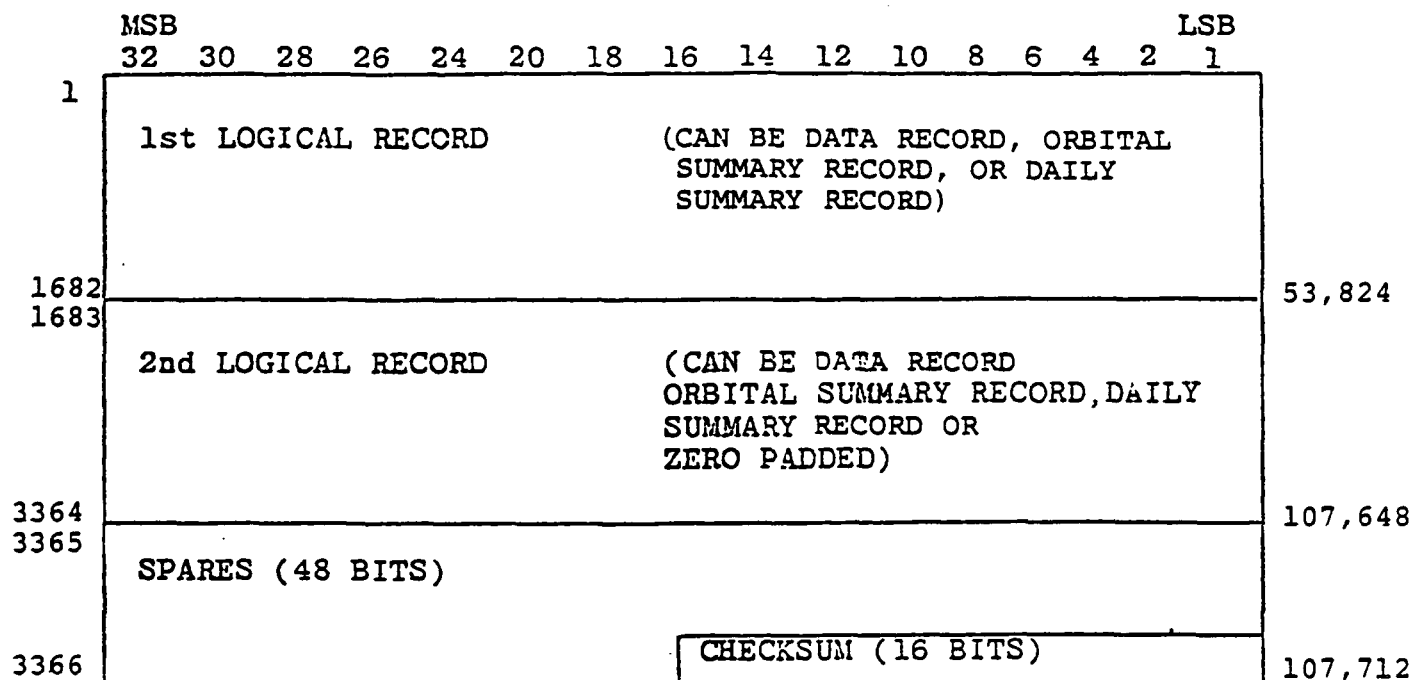 MSB LSB
32 30 28 26 24 20 18 16 14 12 10 8 6 4 2 1
1
1st LOGICAL RECORD (CAN BE DATA RECORD, ORBITAL
SUMMARY RECORD, OR DAILY
SUMMARY RECORD)
1682 53,824
1683
2nd LOGICAL RECORD (CAN BE DATA RECORD
ORBITAL SUMMARY RECORD,DAILY
SUMMARY RECORD OR
ZERO PADDED)
3364 107,648
3365
SPARES (48 BITS)
CHECKSUM (16 BITS)
3366 107,712